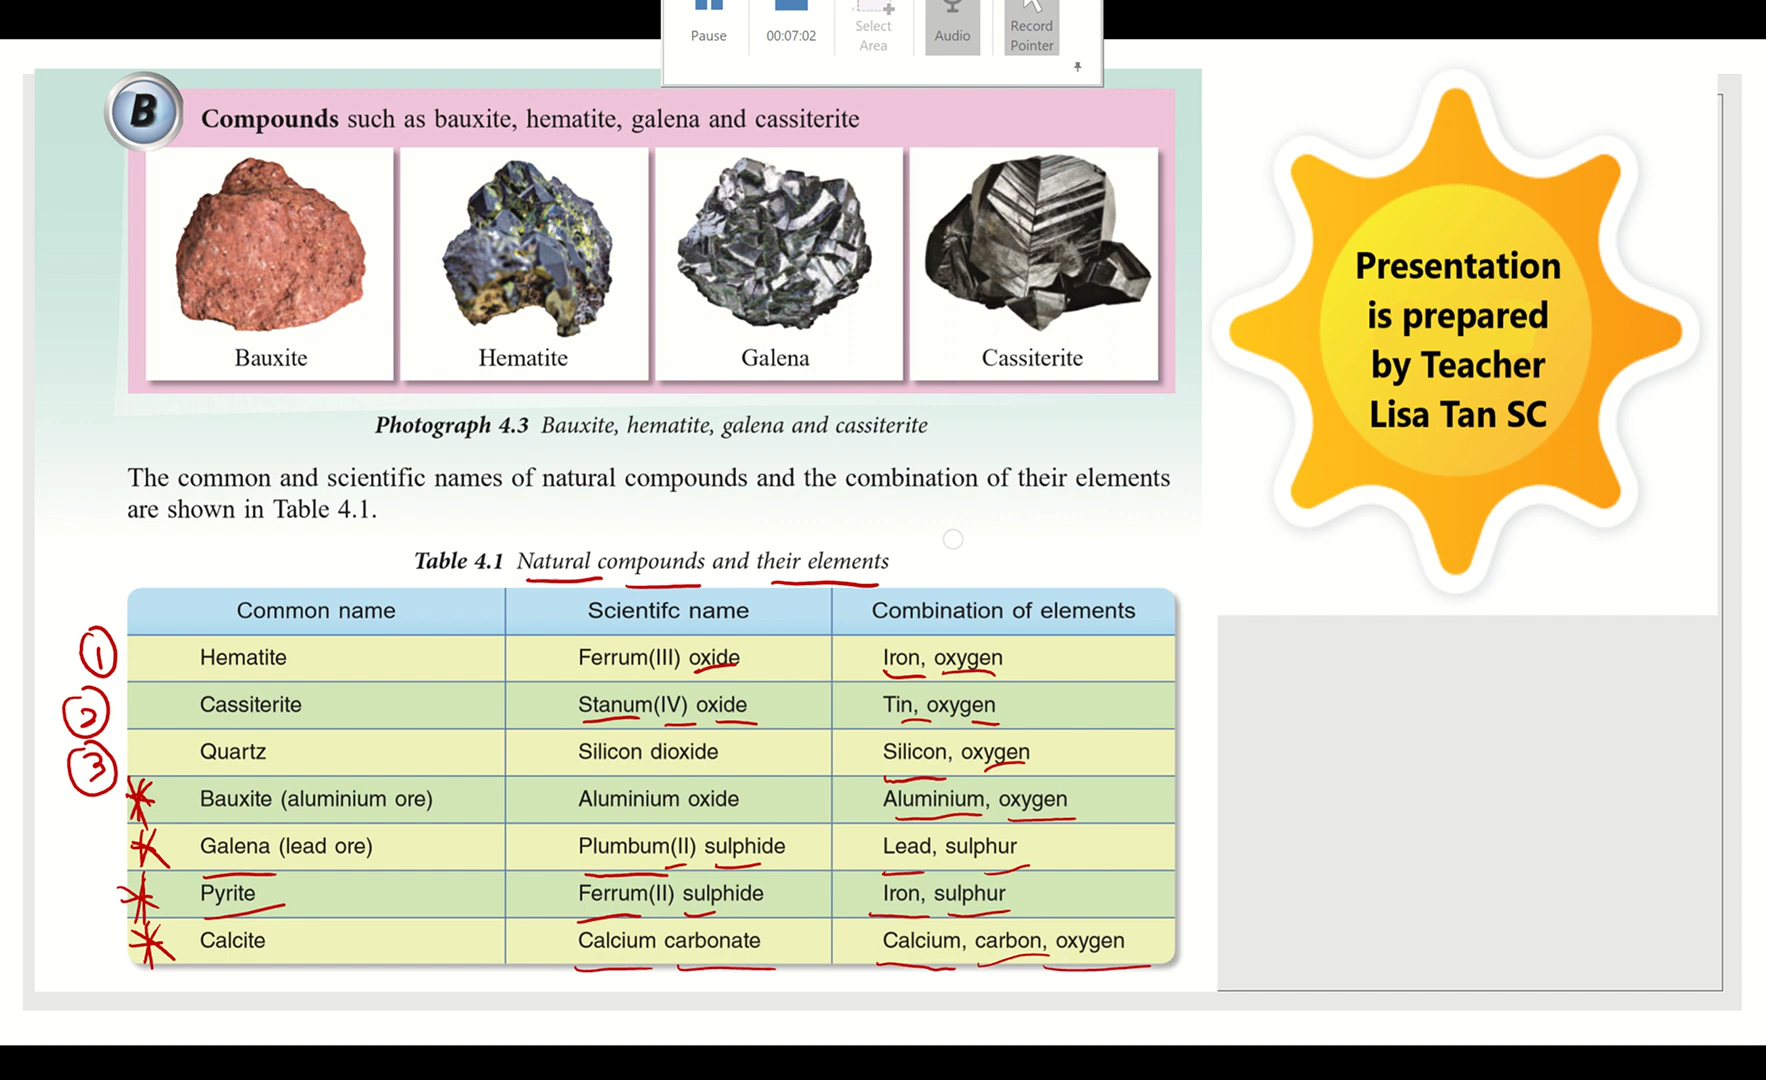 Pause
00:07:02
Select
Area
Audio
Record
Pointer
B
Compounds such as bauxite, hematite, galena and cassiterite
Bauxite
Hematite
Galena
Cassiterite
Photograph 4.3 Bauxite, hematite, galena and cassiterite
The common and scientific names of natural compounds and the combination of their elements
are shown in Table 4.1.
Table 4.1 Natural compounds and their elements
Common name Scientifc name Combination of elements
1 Hematite Ferrum(III) oxide Iron, oxygen
2 Cassiterite Stanum(IV) oxide Tin, oxygen
3 Quartz Silicon dioxide Silicon, oxygen
Bauxite (aluminium ore) Aluminium oxide Aluminium, oxygen
Galena (lead ore) Plumbum(II) sulphide Lead, sulphur
Pyrite Ferrum(II) sulphide Iron, sulphur
Calcite Calcium carbonate Calcium, carbon, oxygen
Presentation
is prepared
by Teacher
Lisa Tan SC